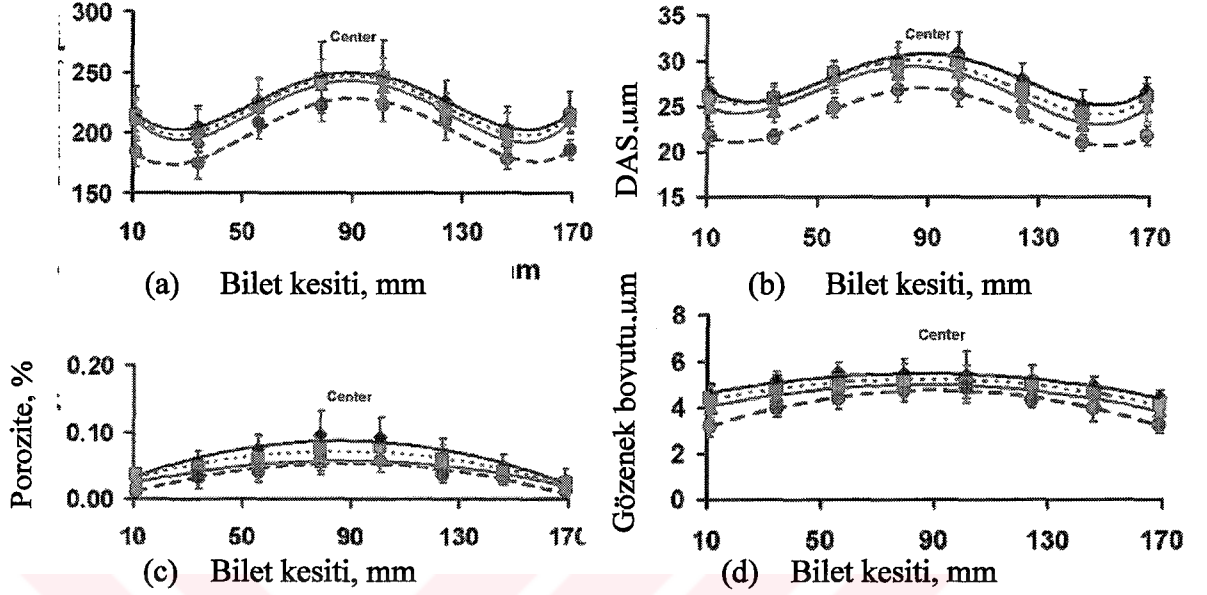 300
250
200
150
Center
10 50 90 130 170
(a) Bilet kesiti, mm
m
DAS.µm
35
30
25
20
15
Center
10 50 90 130 170
(b) Bilet kesiti, mm
Porozite, %
0.20
0.10
0.00
Center
10 50 90 130 170
(c) Bilet kesiti, mm
Gözenek bovutu.µm
8
6
4
2
0
Center
10 50 90 130 170
(d) Bilet kesiti, mm